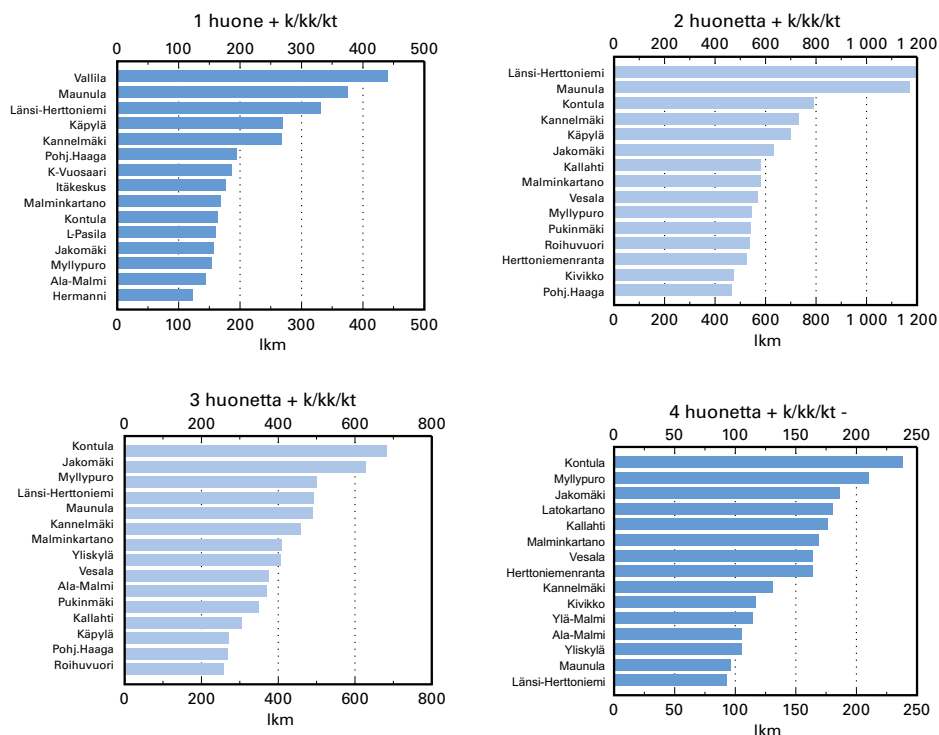 1 huone + k/kk/kt
0 100 200 300 400 500
Vallila
Maunula
Länsi-Herttoniemi
Käpylä
Kannelmäki
Pohj.Haaga
K-Vuosaari
Itäkeskus
Malminkartano
Kontula
L-Pasila
Jakomäki
Myllypuro
Ala-Malmi
Hermanni
0 100 200 300 400 500
lkm
2 huonetta + k/kk/kt
0 200 400 600 800 1 000 1 200
Länsi-Herttoniemi
Maunula
Kontula
Kannelmäki
Käpylä
Jakomäki
Kallahti
Malminkartano
Vesala
Myllypuro
Pukinmäki
Roihuvuori
Herttoniemenranta
Kivikko
Pohj.Haaga
0 200 400 600 800 1 000 1 200
lkm
3 huonetta + k/kk/kt
0 200 400 600 800
Kontula
Jakomäki
Myllypuro
Länsi-Herttoniemi
Maunula
Kannelmäki
Malminkartano
Yliskylä
Vesala
Ala-Malmi
Pukinmäki
Kallahti
Käpylä
Pohj.Haaga
Roihuvuori
0 200 400 600 800
lkm
4 huonetta + k/kk/kt -
0 50 100 150 200 250
Kontula
Myllypuro
Jakomäki
Latokartano
Kallahti
Malminkartano
Vesala
Herttoniemenranta
Kannelmäki
Kivikko
Ylä-Malmi
Ala-Malmi
Yliskylä
Maunula
Länsi-Herttoniemi
0 50 100 150 200 250
lkm